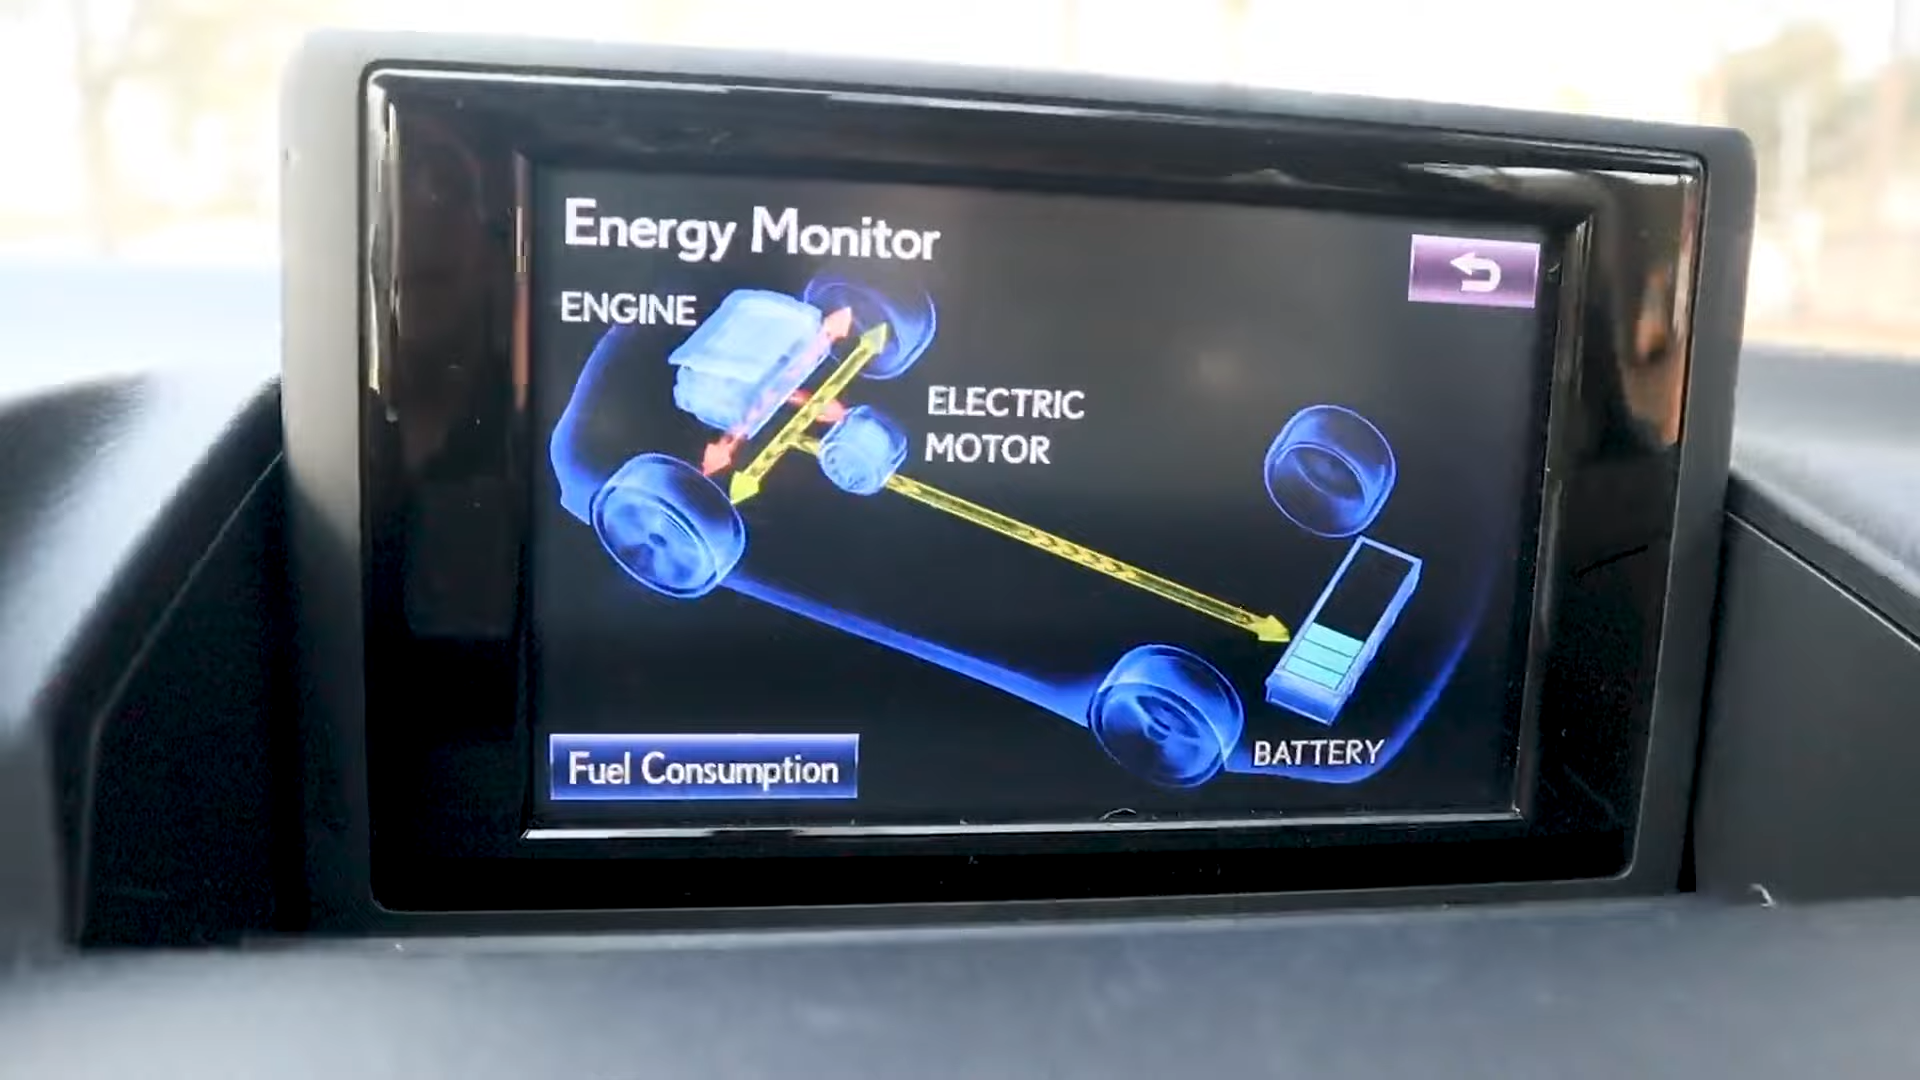 Energy Monitor
ENGINE
ELECTRIC
MOTOR
BATTERY
Fuel Consumption